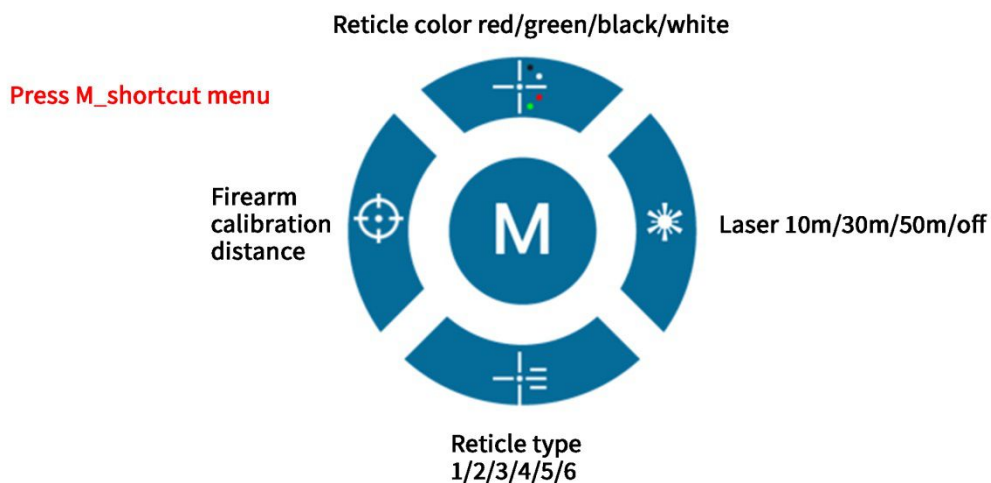 Reticle color red/green/black/white
Press M_shortcut menu
Firearm
calibration
distance
M
Laser 10m/30m/50m/off
Reticle type
1/2/3/4/5/6